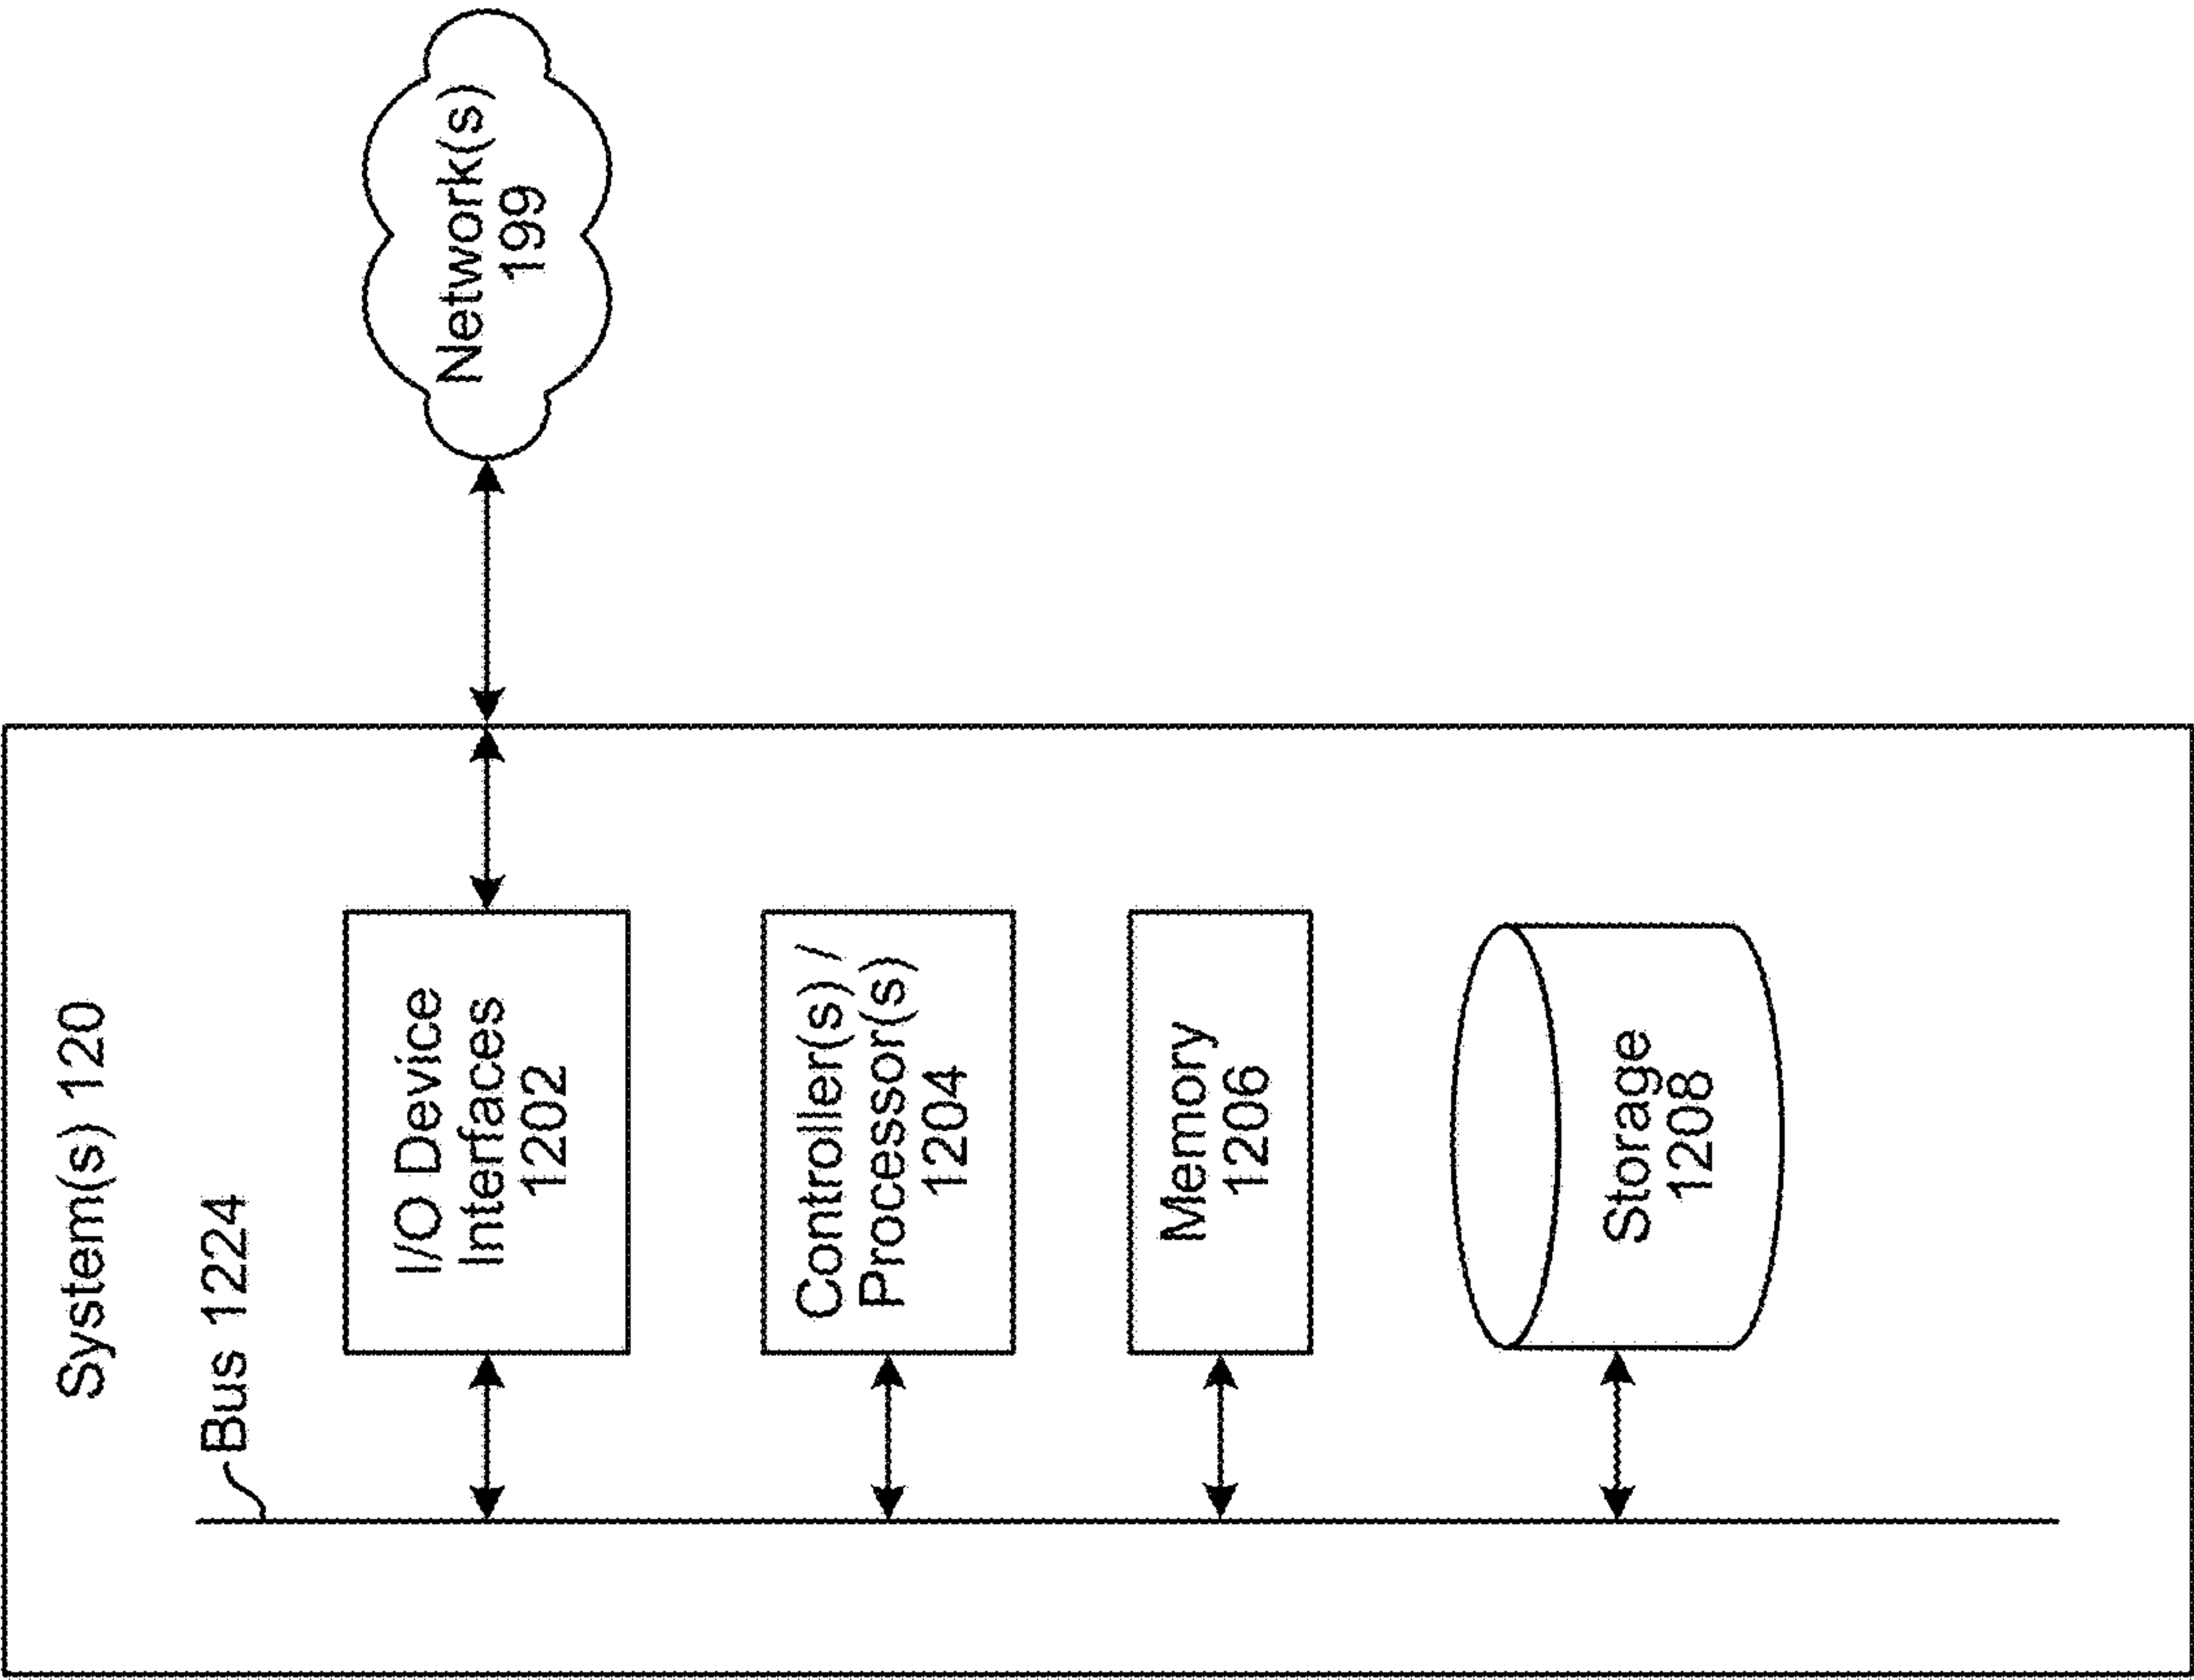 System(s) 120
Bus 1224
I/O Device
Interfaces
1202
Network(s)
199
Controller(s) /
Processor(s)
1204
Memory
1206
Storage
1208